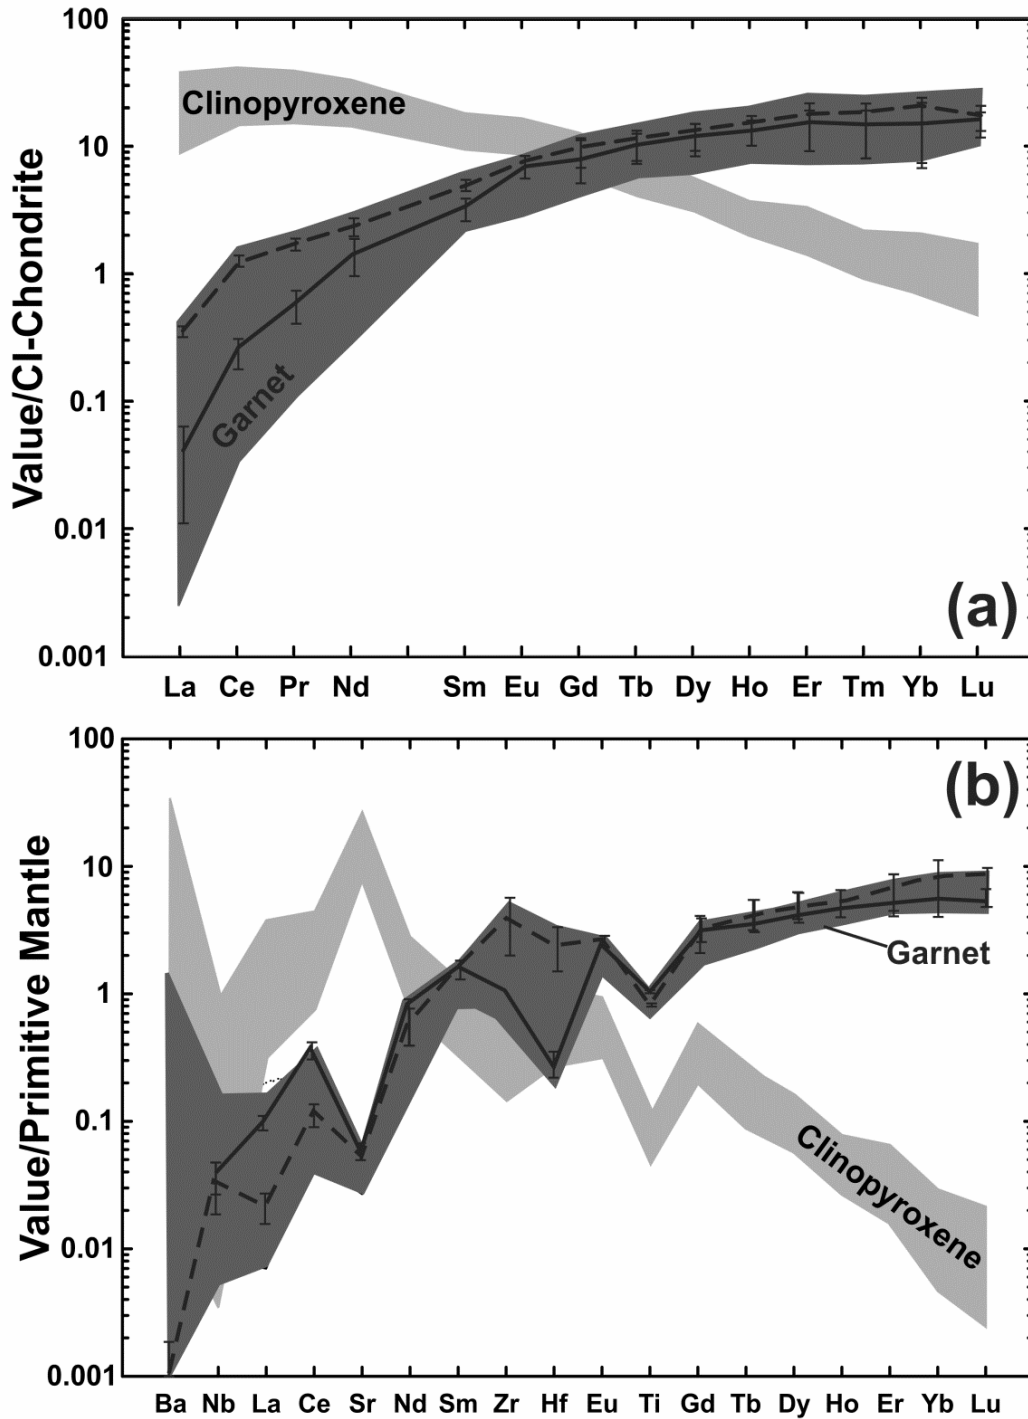 100
10
1
0.1
0.01
0.001
Value/CI-Chondrite
Clinopyroxene
Garnet
(a)
La Ce Pr Nd Sm Eu Gd Tb Dy Ho Er Tm Yb Lu
100
10
1
0.1
0.01
0.001
Value/Primitive Mantle
(b)
Garnet
Clinopyroxene
Ba Nb La Ce Sr Nd Sm Zr Hf Eu Ti Gd Tb Dy Ho Er Yb Lu